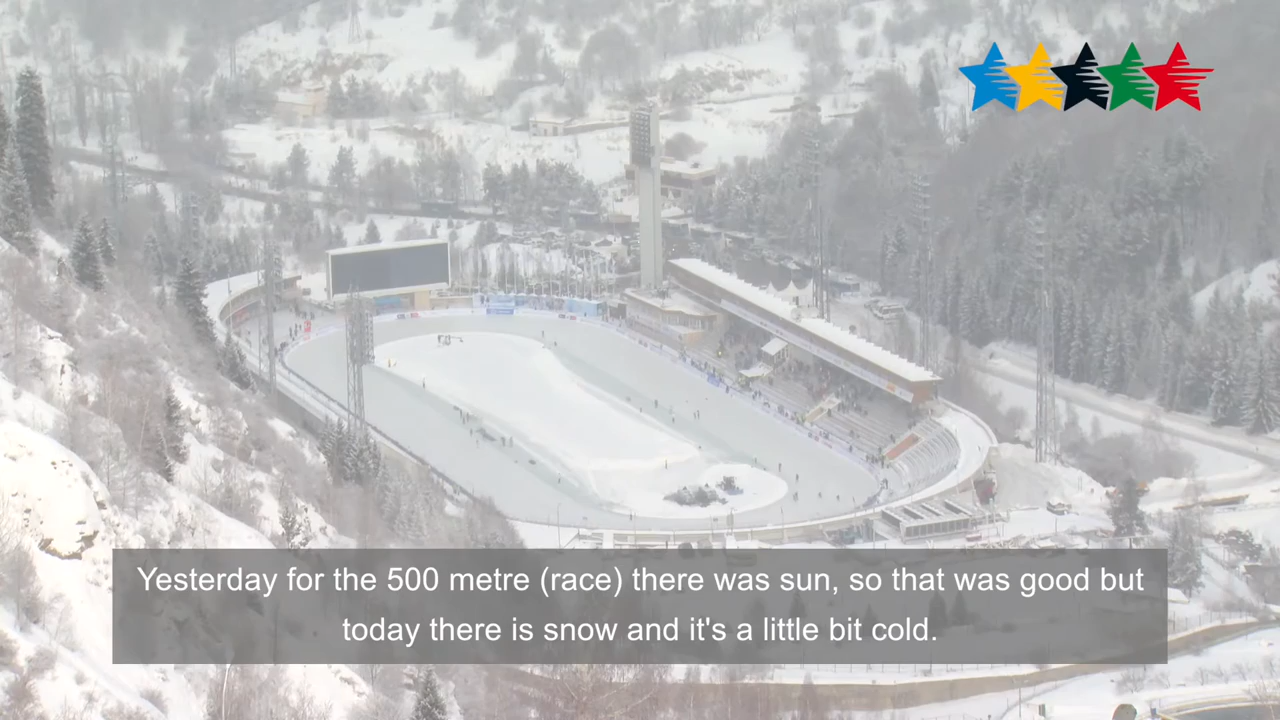 Yesterday for the 500 metre (race) there was sun, so that was good but
today there is snow and it's a little bit cold.